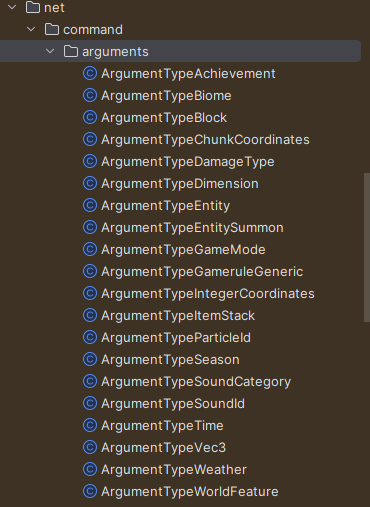 net
command
arguments
ArgumentTypeAchievement
ArgumentTypeBiome
ArgumentTypeBlock
ArgumentTypeChunkCoordinates
ArgumentTypeDamageType
ArgumentTypeDimension
ArgumentTypeEntity
ArgumentTypeEntitySummon
ArgumentTypeGameMode
ArgumentTypeGameruleGeneric
ArgumentTypeIntegerCoordinates
ArgumentTypeItemStack
ArgumentTypeParticleId
ArgumentTypeSeason
ArgumentTypeSoundCategory
ArgumentTypeSoundId
ArgumentTypeTime
ArgumentTypeVec3
ArgumentTypeWeather
ArgumentTypeWorldFeature